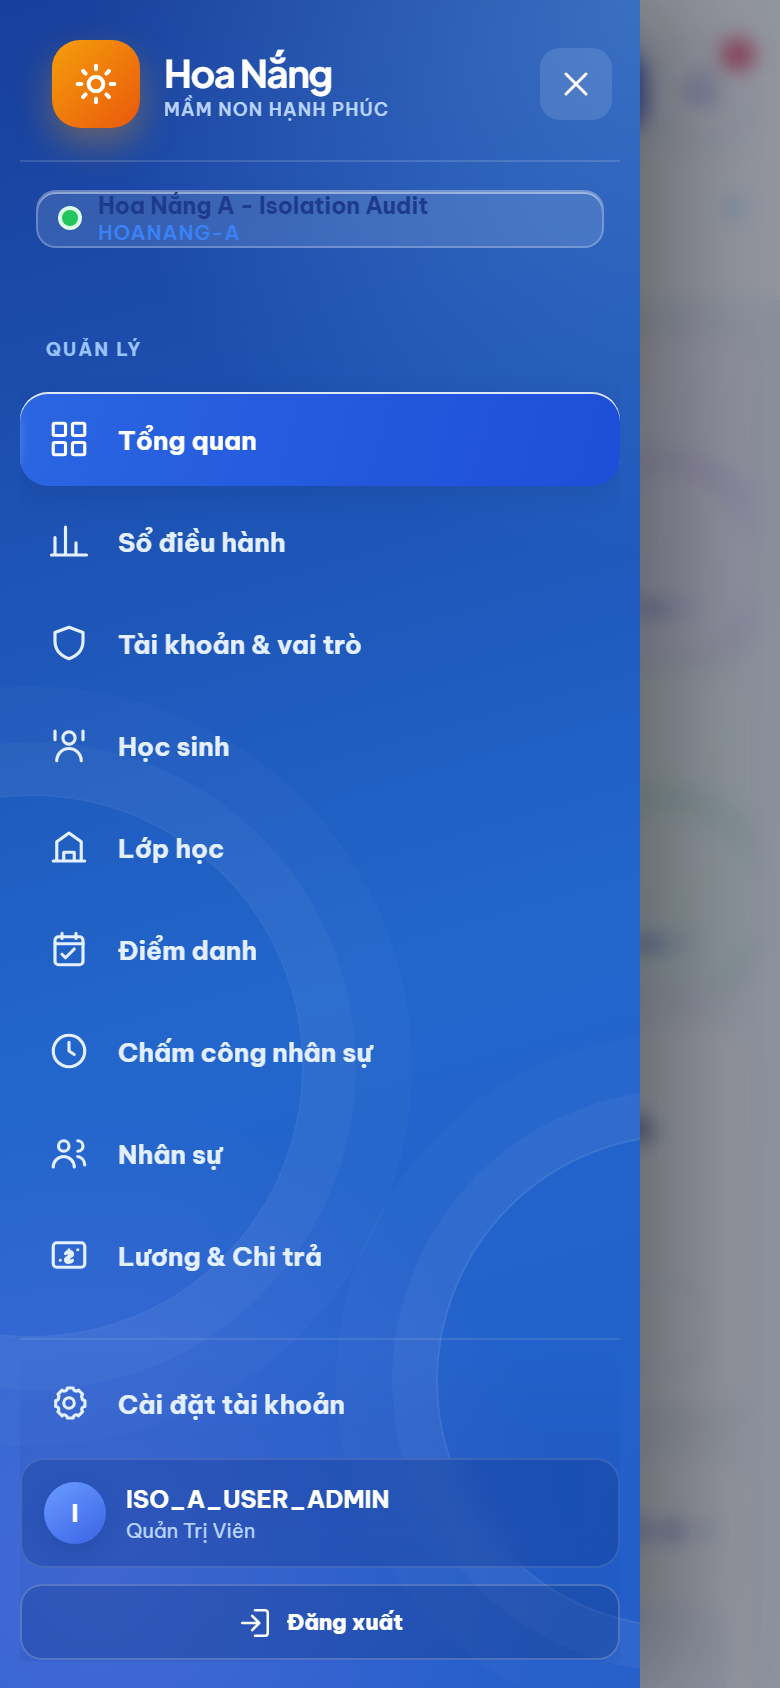 Hoa Nắng
MẦM NON HẠNH PHÚC
Hoa Nắng A - Isolation Audit
HOANANG-A
QUẢN LÝ
Tổng quan
Sổ điều hành
Tài khoản & vai trò
Học sinh
Lớp học
Điểm danh
Chấm công nhân sự
Nhân sự
Lương & Chi trả
Cài đặt tài khoản
I
ISO_A_USER_ADMIN
Quản Trị Viên
Đăng xuất